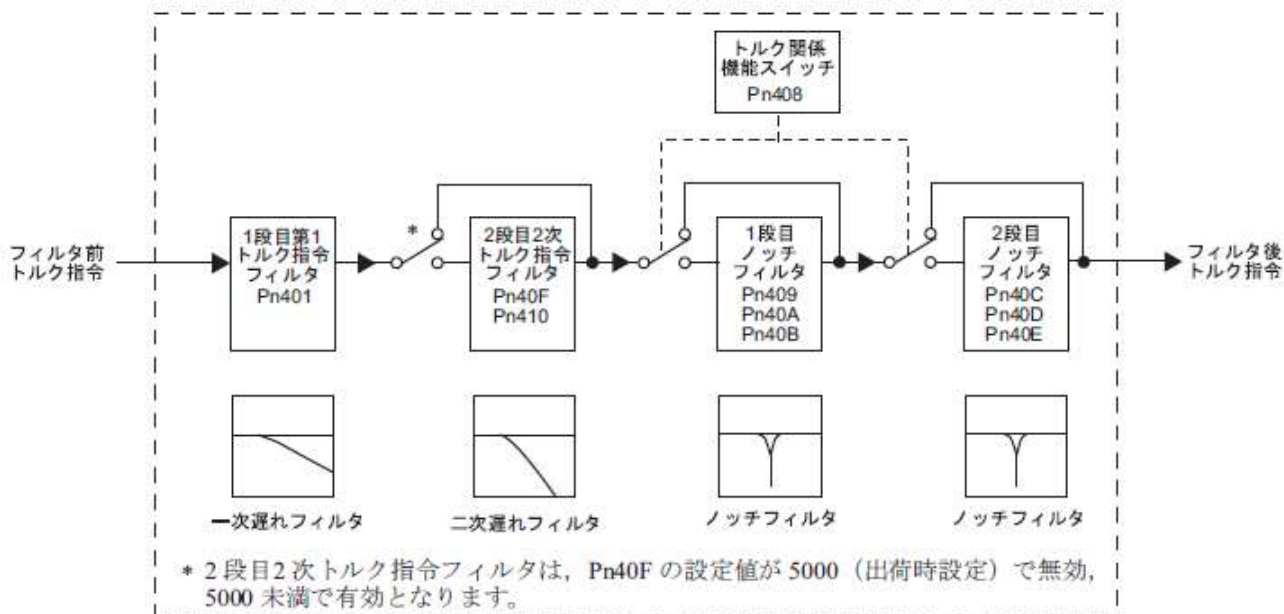 トルク関係
機能スイッチ
Pn408
フィルタ前
トルク指令
1段目第1
トルク指令
フィルタ
Pn401
*
2段目2次
トルク指令
フィルタ
Pn40F
Pn410
1段目
ノッチ
フィルタ
Pn409
Pn40A
Pn40B
2段目
ノッチ
フィルタ
Pn40C
Pn40D
Pn40E
フィルタ後
トルク指令
一次遅れフィルタ
二次遅れフィルタ
ノッチフィルタ
ノッチフィルタ
* 2段目2次トルク指令フィルタは，Pn40F の設定値が 5000（出荷時設定）で無効，
5000 未満で有効となります。